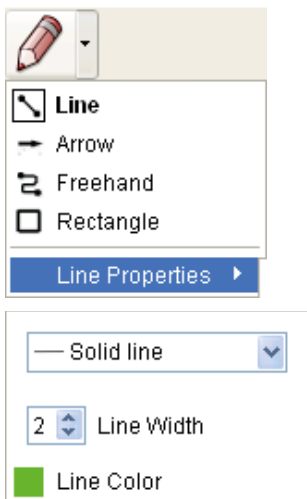 Line
Arrow
Freehand
Rectangle
Line Properties
Solid line
2 Line Width
Line Color